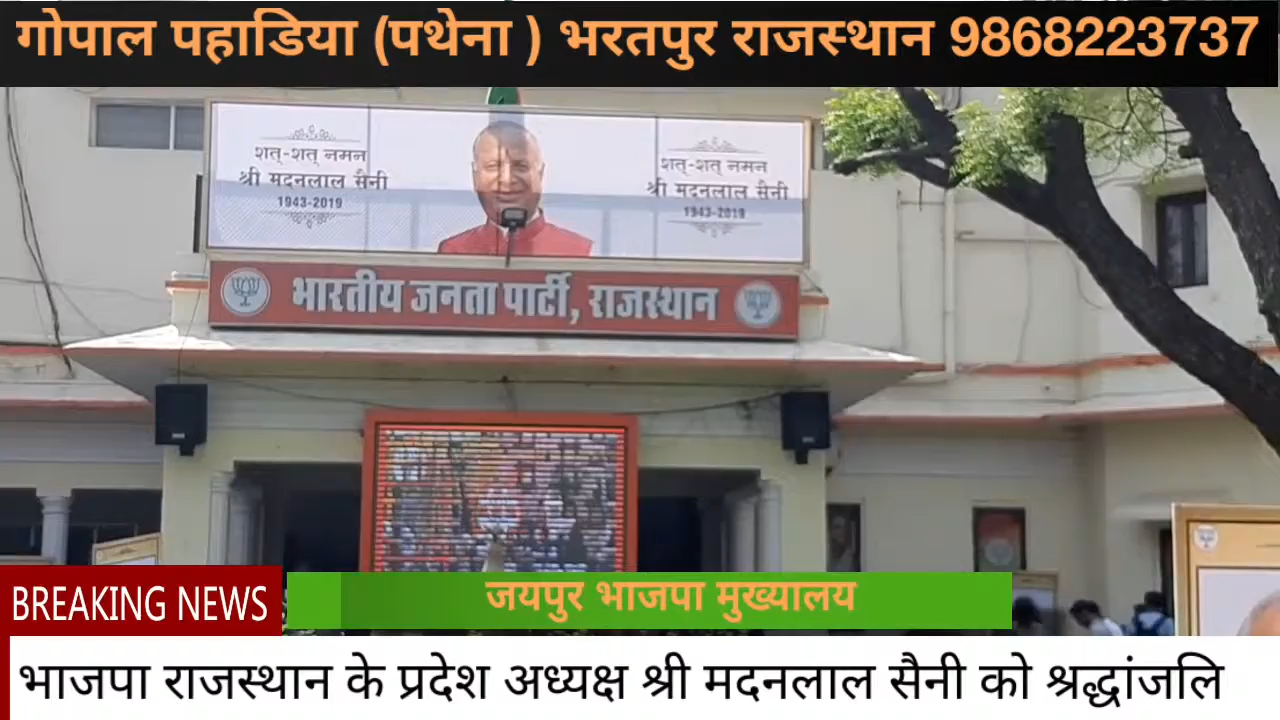 गोपाल पहाडिया (पथेना ) भरतपुर राजस्थान 9868223737
शत्-शत् नमन
श्री मदनलाल सैनी
1943-2019
शत्-शत् नमन
श्री मदनलाल सैनी
1943-2019
भारतीय जनता पार्टी, राजस्थान
BREAKING NEWS
जयपुर भाजपा मुख्यालय
भाजपा राजस्थान के प्रदेश अध्यक्ष श्री मदनलाल सैनी को श्रद्धांजलि